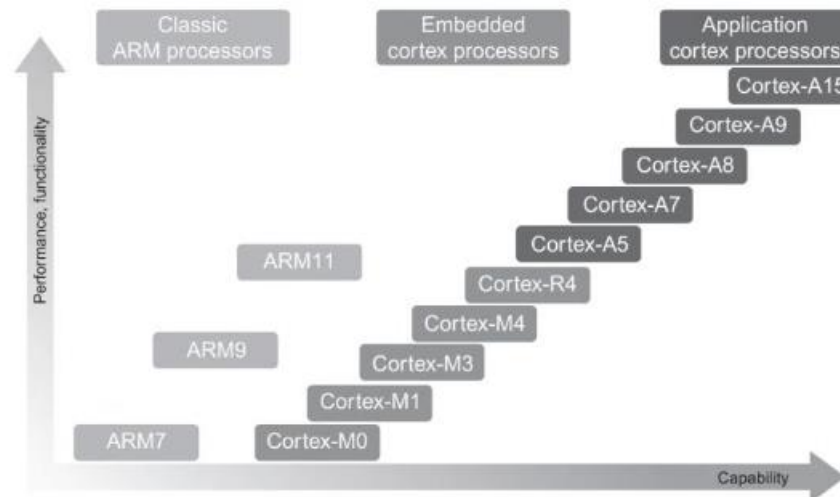 Classic
ARM processors
Embedded
cortex processors
Application
cortex processors
Cortex-A15
Cortex-A9
Cortex-A8
Cortex-A7
Cortex-A5
ARM11
Cortex-R4
Cortex-M4
ARM9
Cortex-M3
Cortex-M1
ARM7
Cortex-M0
Performance, functionality
Capability